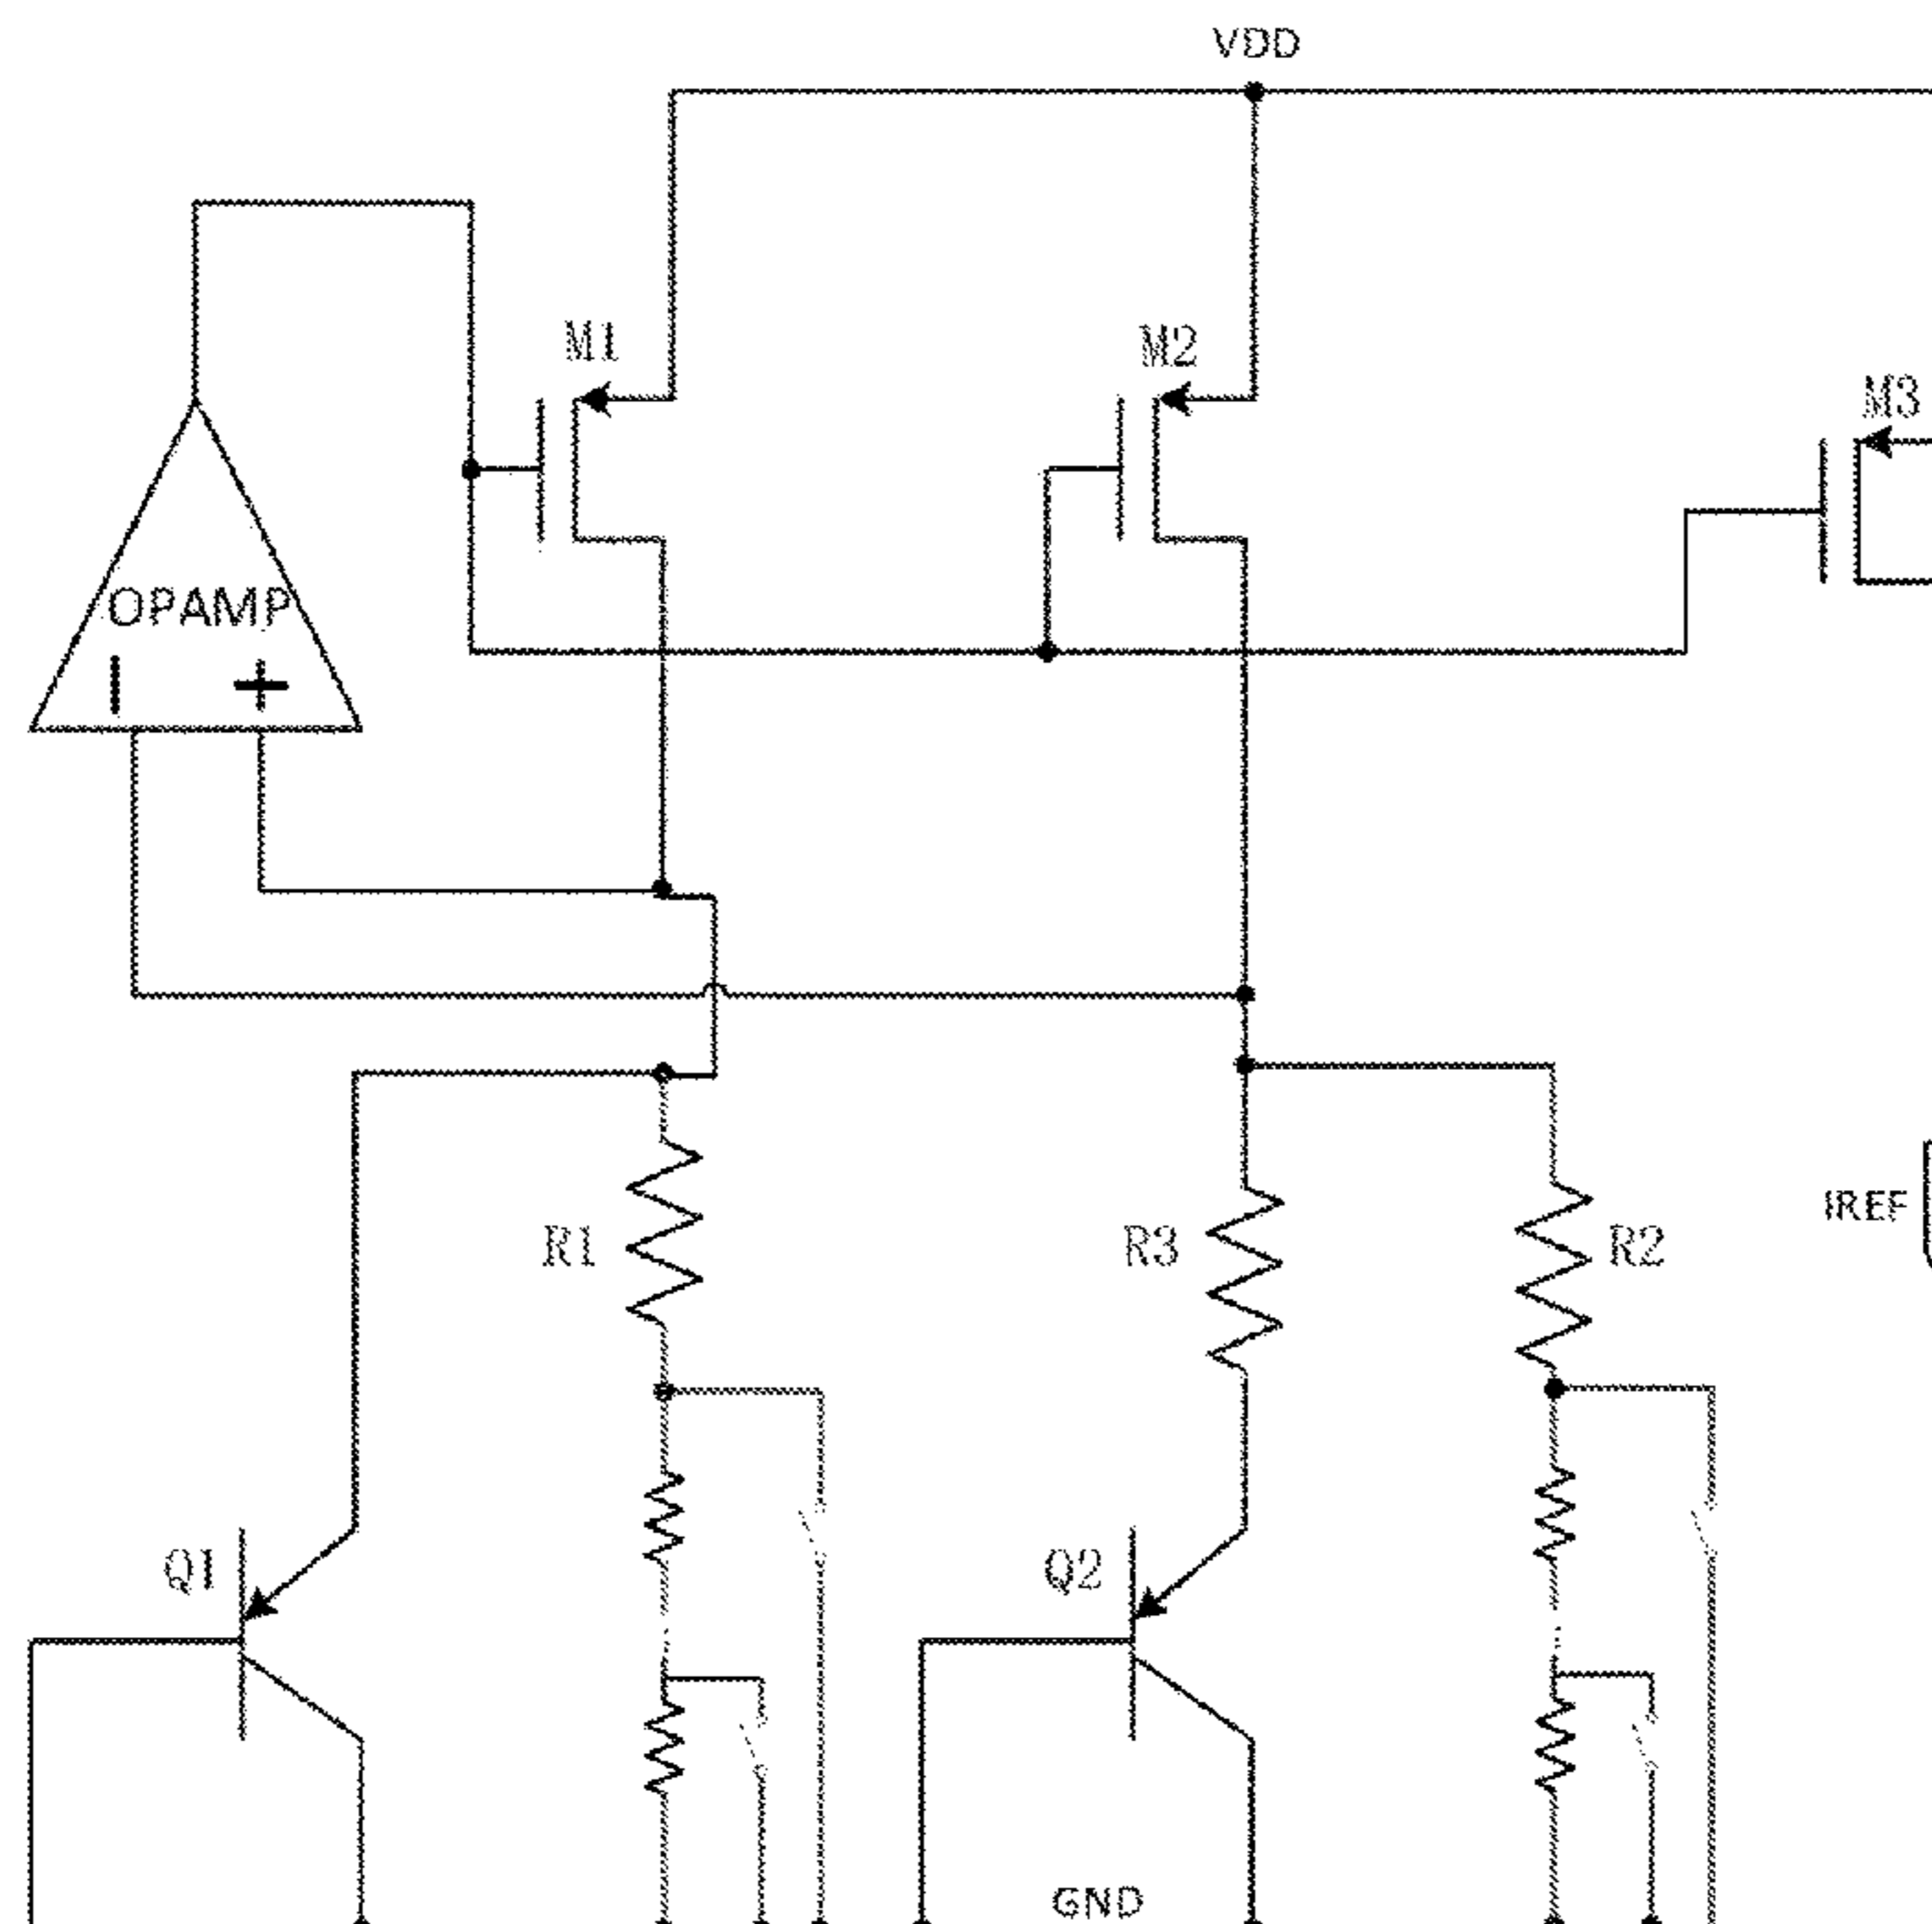 VDD
M1
M2
M3
OPAMP
− +
R1
R3
R2
IREF
Q1
Q2
GND